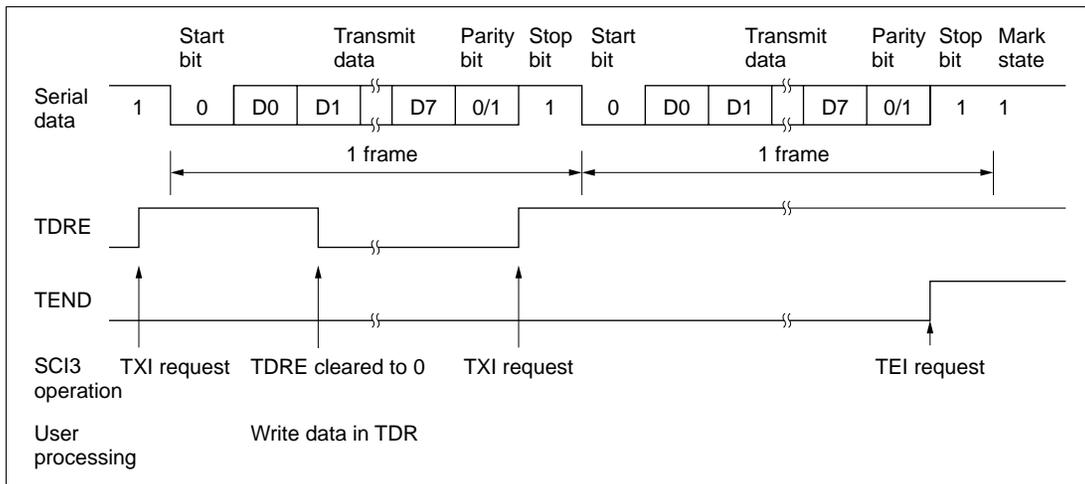 Start bit Transmit data Parity bit Stop bit Start bit Transmit data Parity bit Stop bit Mark state
Serial data 1 0 D0 D1 D7 0/1 1 0 D0 D1 D7 0/1 1 1
1 frame 1 frame
TDRE
TEND
SCI3 operation TXI request TDRE cleared to 0 TXI request TEI request
User processing Write data in TDR